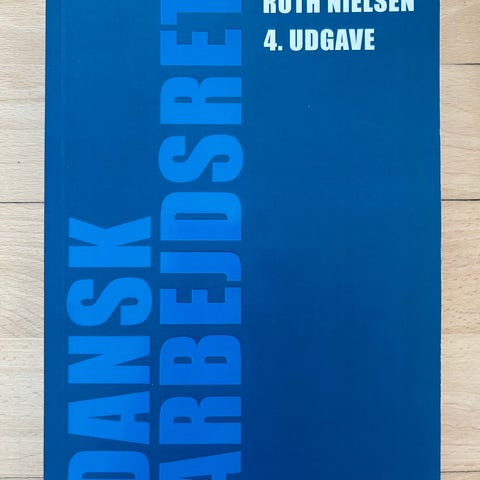 RUTH NIELSEN
4. UDGAVE
DANSK
ARBEJDSRET